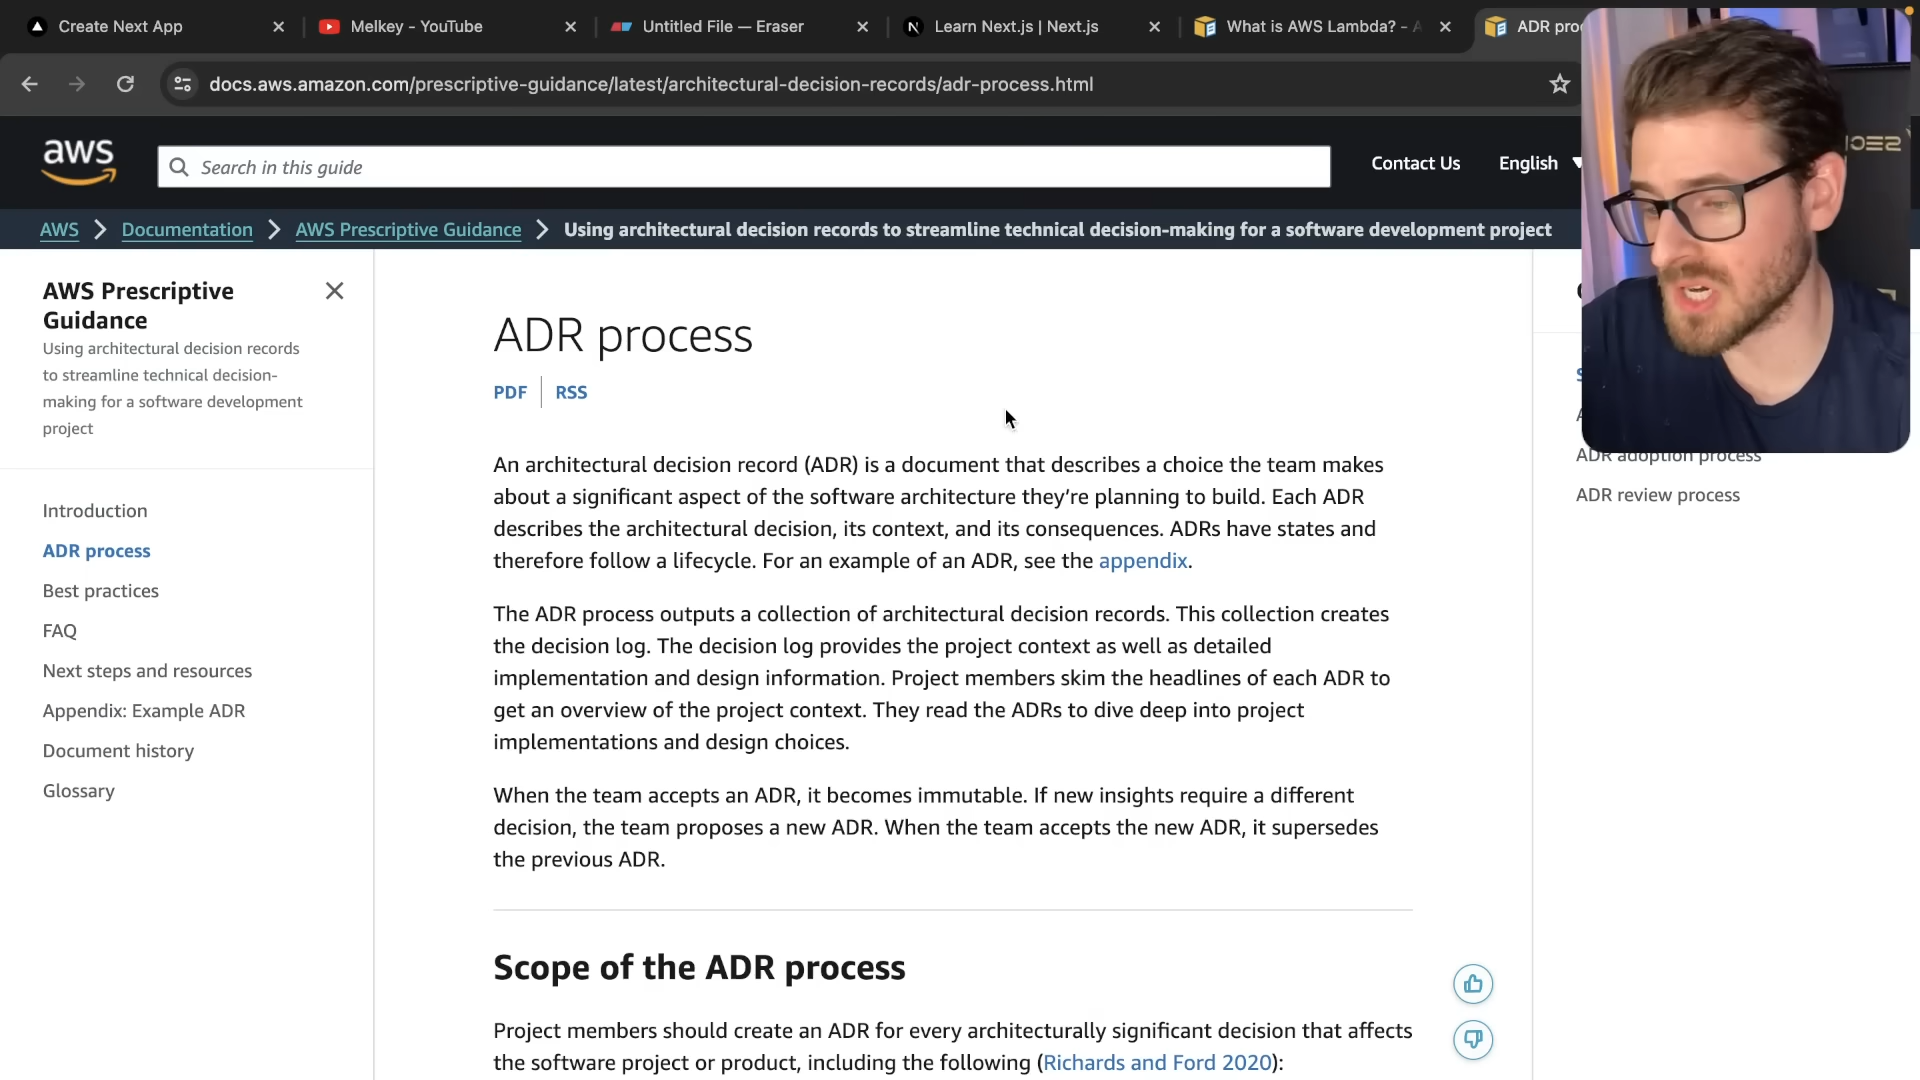 Create Next App
Melkey - YouTube
Untitled File — Eraser
Learn Next.js | Next.js
What is AWS Lambda? - A
ADR pro
docs.aws.amazon.com/prescriptive-guidance/latest/architectural-decision-records/adr-process.html
aws
Search in this guide
Contact Us
English
AWS
Documentation
AWS Prescriptive Guidance
Using architectural decision records to streamline technical decision-making for a software development project
AWS Prescriptive
Guidance
Using architectural decision records
to streamline technical decision-
making for a software development
project
Introduction
ADR process
Best practices
FAQ
Next steps and resources
Appendix: Example ADR
Document history
Glossary
ADR process
PDF
RSS
An architectural decision record (ADR) is a document that describes a choice the team makes
about a significant aspect of the software architecture they’re planning to build. Each ADR
describes the architectural decision, its context, and its consequences. ADRs have states and
therefore follow a lifecycle. For an example of an ADR, see the appendix.
The ADR process outputs a collection of architectural decision records. This collection creates
the decision log. The decision log provides the project context as well as detailed
implementation and design information. Project members skim the headlines of each ADR to
get an overview of the project context. They read the ADRs to dive deep into project
implementations and design choices.
When the team accepts an ADR, it becomes immutable. If new insights require a different
decision, the team proposes a new ADR. When the team accepts the new ADR, it supersedes
the previous ADR.
Scope of the ADR process
Project members should create an ADR for every architecturally significant decision that affects
the software project or product, including the following (Richards and Ford 2020):
ADR adoption process
ADR review process